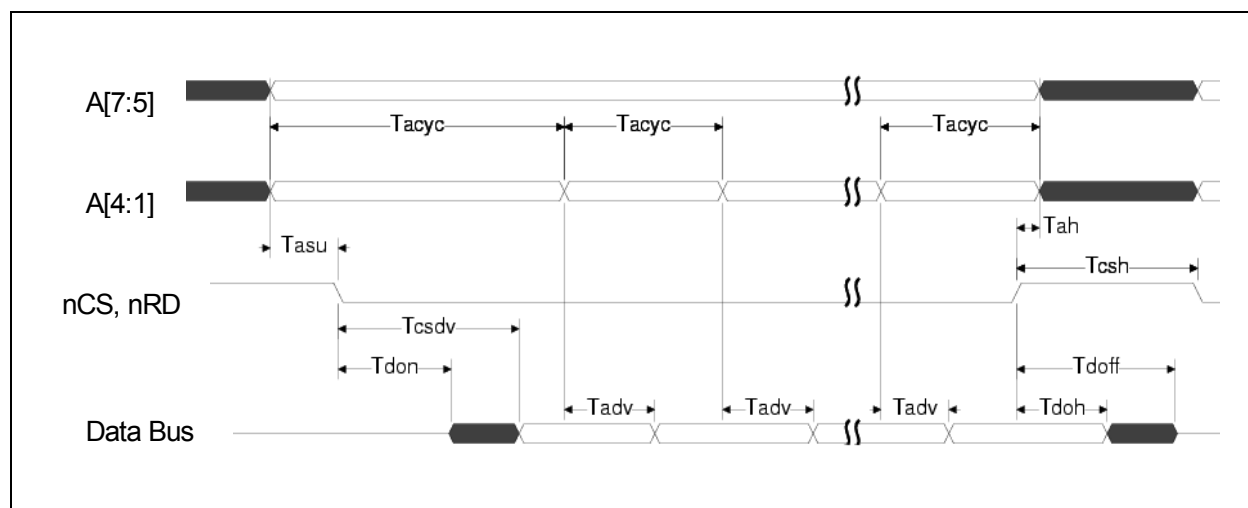 A[7:5]
Tacyc Tacyc Tacyc
A[4:1]
Tah
Tasu
Tcsh
nCS, nRD
Tcsdv
Tdon Tdoff
Tadv Tadv Tadv Tdoh
Data Bus